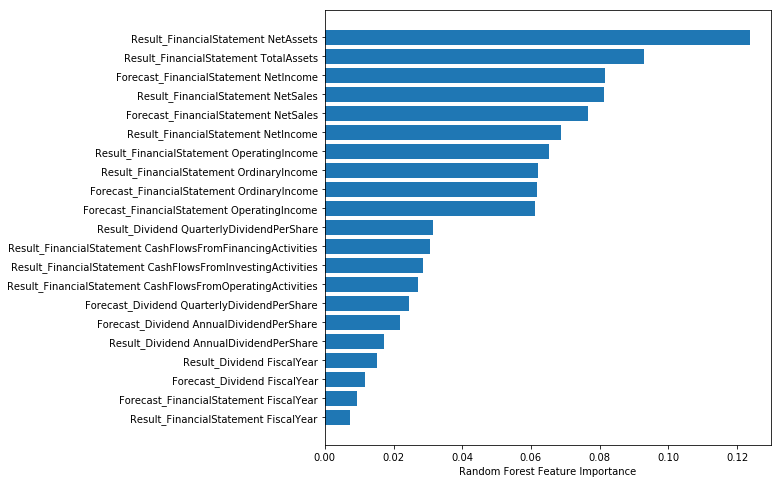 Result_FinancialStatement NetAssets
Result_FinancialStatement TotalAssets
Forecast_FinancialStatement NetIncome
Result_FinancialStatement NetSales
Forecast_FinancialStatement NetSales
Result_FinancialStatement NetIncome
Result_FinancialStatement OperatingIncome
Result_FinancialStatement OrdinaryIncome
Forecast_FinancialStatement OrdinaryIncome
Forecast_FinancialStatement OperatingIncome
Result_Dividend QuarterlyDividendPerShare
Result_FinancialStatement CashFlowsFromFinancingActivities
Result_FinancialStatement CashFlowsFromInvestingActivities
Result_FinancialStatement CashFlowsFromOperatingActivities
Forecast_Dividend QuarterlyDividendPerShare
Forecast_Dividend AnnualDividendPerShare
Result_Dividend AnnualDividendPerShare
Result_Dividend FiscalYear
Forecast_Dividend FiscalYear
Forecast_FinancialStatement FiscalYear
Result_FinancialStatement FiscalYear
0.00 0.02 0.04 0.06 0.08 0.10 0.12
Random Forest Feature Importance